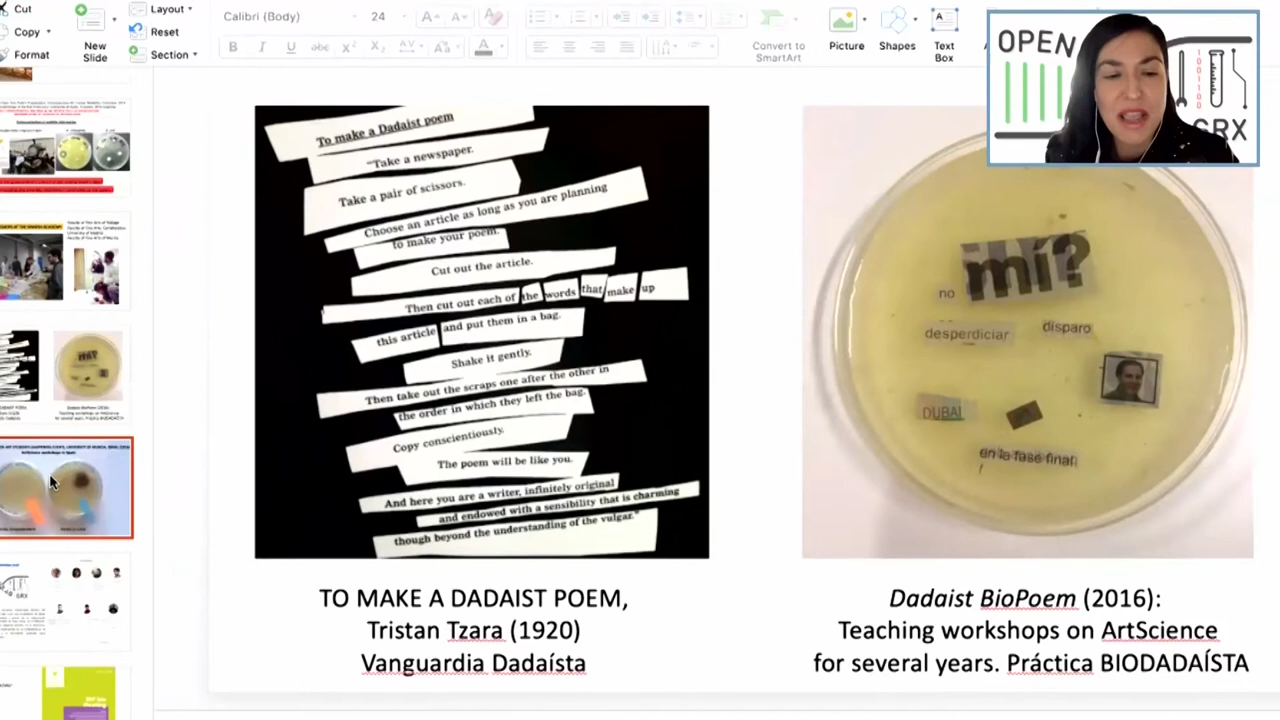 Cut
Copy
Format
New
Slide
Layout
Reset
Section
Calibri (Body)
24
Convert to
SmartArt
Picture
Shapes
Text
Box
OPEN
GRX
To make a Dadaist poem
"Take a newspaper.
Take a pair of scissors.
Choose an article as long as you are planning
to make your poem.
Cut out the article.
Then cut out each of the words that make up
this article and put them in a bag.
Shake it gently.
Then take out the scraps one after the other in
the order in which they left the bag.
Copy conscientiously.
The poem will be like you.
And here you are a writer, infinitely original
and endowed with a sensibility that is charming
though beyond the understanding of the vulgar."
mí?
no
desperdiciar
disparo
DUBAI
en la fase final
TO MAKE A DADAIST POEM,
Tristan Tzara (1920)
Vanguardia Dadaísta
Dadaist BioPoem (2016):
Teaching workshops on ArtScience
for several years. Práctica BIODADAÍSTA